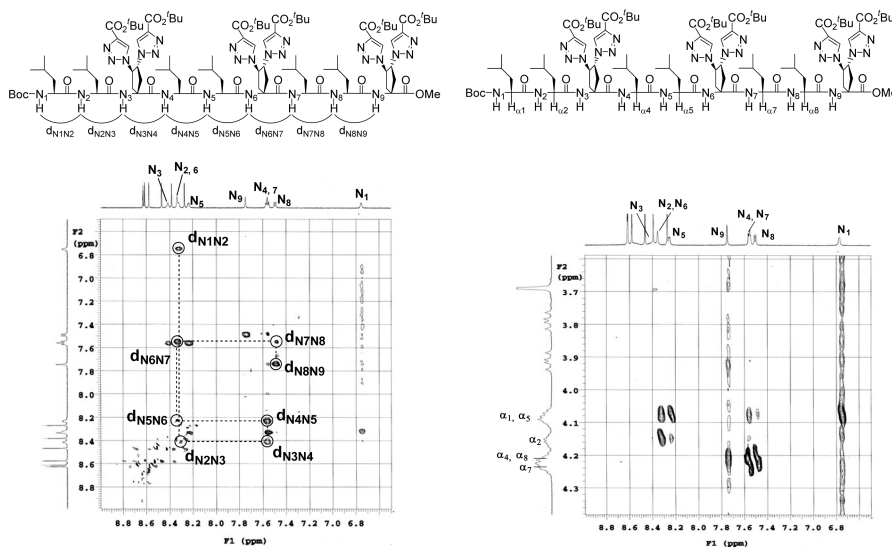 CO₂ᵗBu CO₂ᵗBu CO₂ᵗBu CO₂ᵗBu CO₂ᵗBu CO₂ᵗBu
N N N N N N
Boc N₁ H O N₂ H O N₃ H O N₄ H O N₅ H O N₆ H O N₇ H O N₈ H O N₉ H O OMe
dN1N2 dN2N3 dN3N4 dN4N5 dN5N6 dN6N7 dN7N8 dN8N9
N₃ N₂, ₆ N₅ N₉ N₄, ₇ N₈ N₁
F2
(ppm)
6.8
7.0
7.2
7.4
7.6
7.8
8.0
8.2
8.4
8.6
8.8
dN1N2
dN7N8
dN6N7
dN8N9
dN5N6
dN4N5
dN2N3
dN3N4
8.8 8.6 8.4 8.2 8.0 7.8 7.6 7.4 7.2 7.0 6.8
F1 (ppm)
CO₂ᵗBu CO₂ᵗBu CO₂ᵗBu CO₂ᵗBu CO₂ᵗBu CO₂ᵗBu
N N N N N N
Boc N₁ H Hα1 O N₂ H Hα2 O N₃ H O N₄ H Hα4 O N₅ H Hα5 O N₆ H O N₇ H Hα7 O N₈ H Hα8 O N₉ H O OMe
N₃ N₂, N₆ N₅ N₉ N₄, N₇ N₈ N₁
F2
(ppm)
3.7
3.8
3.9
4.0
4.1
4.2
4.3
α₁, α₅
α₂
α₄, α₈
α₇
8.8 8.6 8.4 8.2 8.0 7.8 7.6 7.4 7.2 7.0 6.8
F1 (ppm)